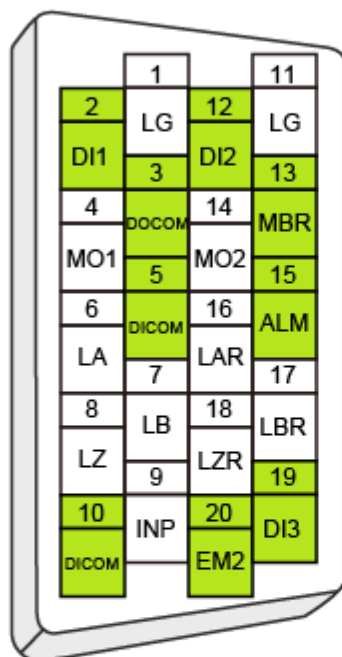 1 11
2 LG 12 LG
DI1 3 DI2 13
4 DOCOM 14 MBR
MO1 5 MO2 15
6 DICOM 16 ALM
LA 7 LAR 17
8 LB 18 LBR
LZ 9 LZR 19
10 INP 20 DI3
DICOM EM2